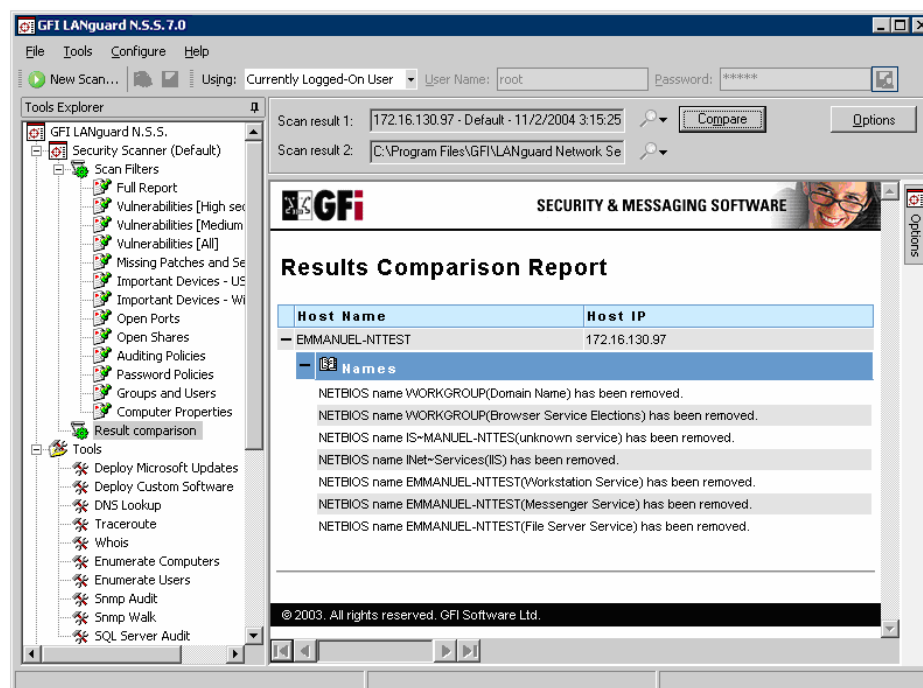 GFI LANguard N.S.S. 7.0
File Tools Configure Help
New Scan... Using: Currently Logged-On User User Name: root Password: *****
Tools Explorer
GFI LANguard N.S.S.
Security Scanner (Default)
Scan Filters
Full Report
Vulnerabilities [High sec
Vulnerabilities [Medium
Vulnerabilities [All]
Missing Patches and Se
Important Devices - US
Important Devices - Wi
Open Ports
Open Shares
Auditing Policies
Password Policies
Groups and Users
Computer Properties
Result comparison
Tools
Deploy Microsoft Updates
Deploy Custom Software
DNS Lookup
Traceroute
Whois
Enumerate Computers
Enumerate Users
Snmp Audit
Snmp Walk
SQL Server Audit
Scan result 1: 172.16.130.97 - Default - 11/2/2004 3:15:25 Compare Options
Scan result 2: C:\Program Files\GFI\LANguard Network Se
GFi SECURITY & MESSAGING SOFTWARE
Results Comparison Report
Host Name Host IP
EMMANUEL-NTTEST 172.16.130.97
Names
NETBIOS name WORKGROUP(Domain Name) has been removed.
NETBIOS name WORKGROUP(Browser Service Elections) has been removed.
NETBIOS name IS~MANUEL-NTTES(unknown service) has been removed.
NETBIOS name INet~Services(IIS) has been removed.
NETBIOS name EMMANUEL-NTTEST(Workstation Service) has been removed.
NETBIOS name EMMANUEL-NTTEST(Messenger Service) has been removed.
NETBIOS name EMMANUEL-NTTEST(File Server Service) has been removed.
© 2003. All rights reserved. GFI Software Ltd.
Options